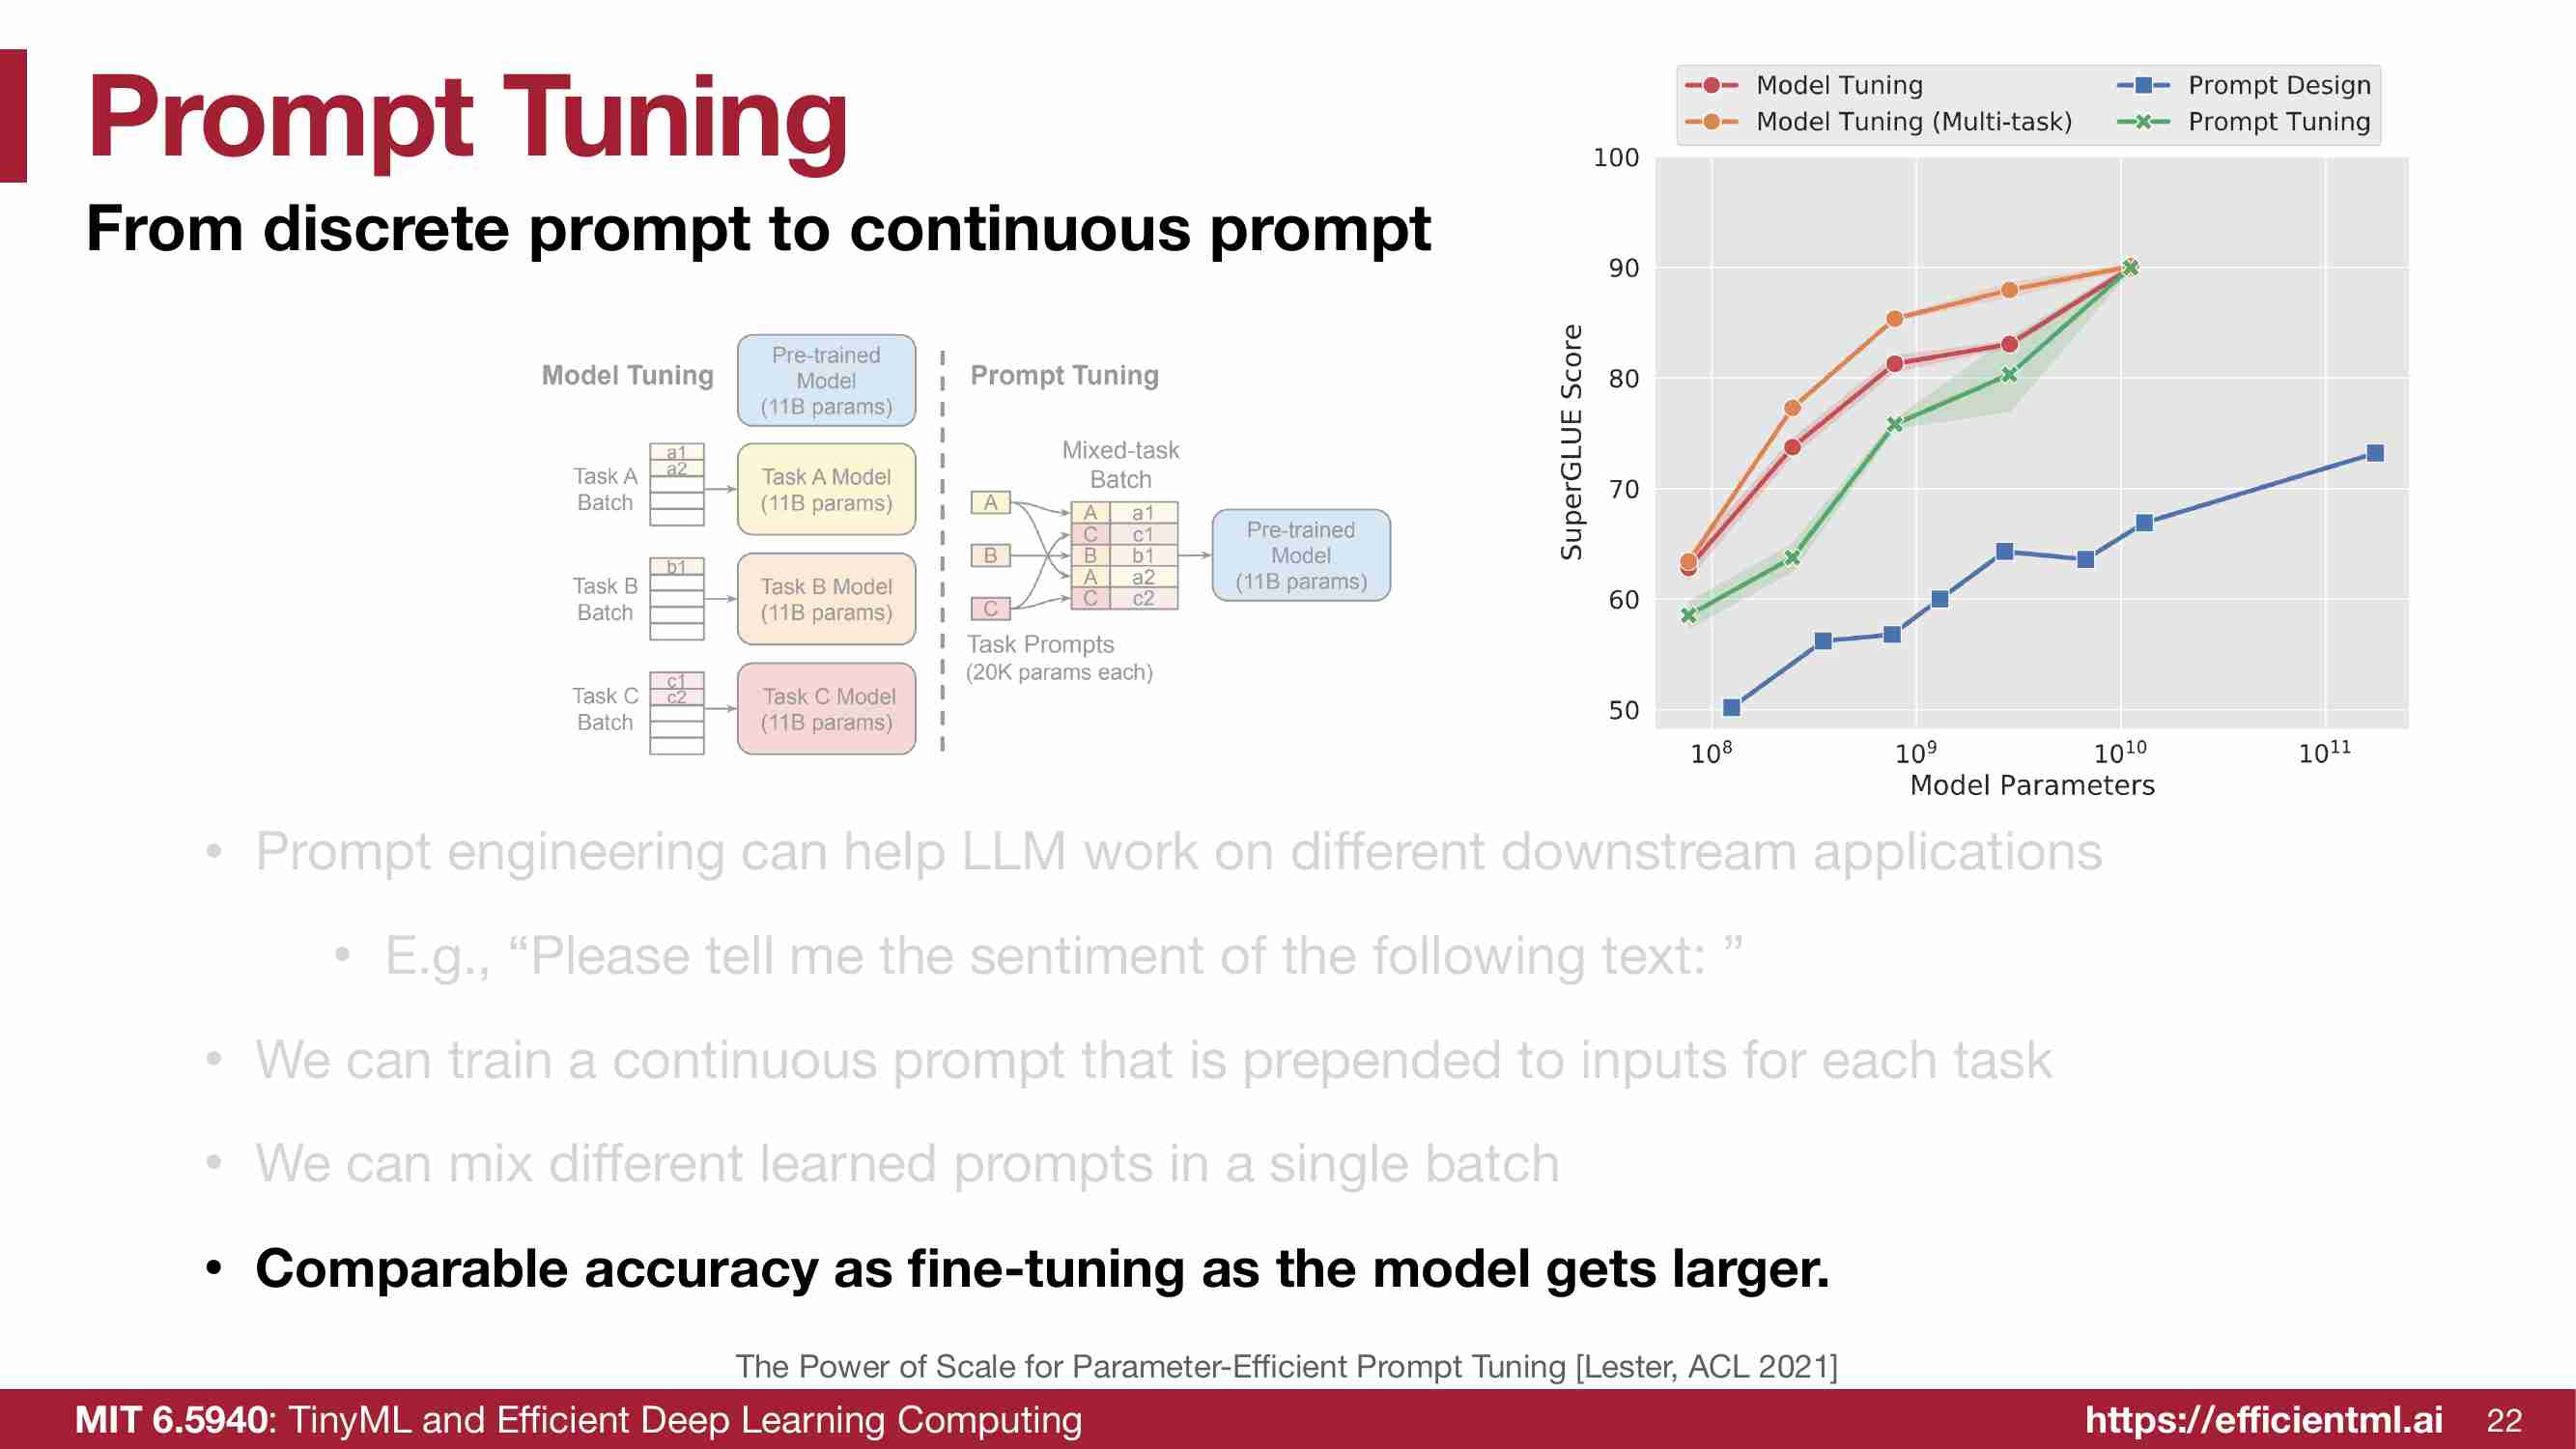 Prompt Tuning
From discrete prompt to continuous prompt
Model Tuning
Pre-trained
Model
(11B params)
Task A
Batch
a1
a2
Task A Model
(11B params)
Task B
Batch
b1
Task B Model
(11B params)
Task C
Batch
c1
c2
Task C Model
(11B params)
Prompt Tuning
Mixed-task
Batch
A
B
C
A a1
C c1
B b1
A a2
C c2
Task Prompts
(20K params each)
Pre-trained
Model
(11B params)
Model Tuning
Model Tuning (Multi-task)
Prompt Design
Prompt Tuning
SuperGLUE Score
100
90
80
70
60
50
10⁸ 10⁹ 10¹⁰ 10¹¹
Model Parameters
• Prompt engineering can help LLM work on different downstream applications
• E.g., “Please tell me the sentiment of the following text: ”
• We can train a continuous prompt that is prepended to inputs for each task
• We can mix different learned prompts in a single batch
• Comparable accuracy as fine-tuning as the model gets larger.
The Power of Scale for Parameter-Efficient Prompt Tuning [Lester, ACL 2021]
MIT 6.5940: TinyML and Efficient Deep Learning Computing
https://efficientml.ai 22